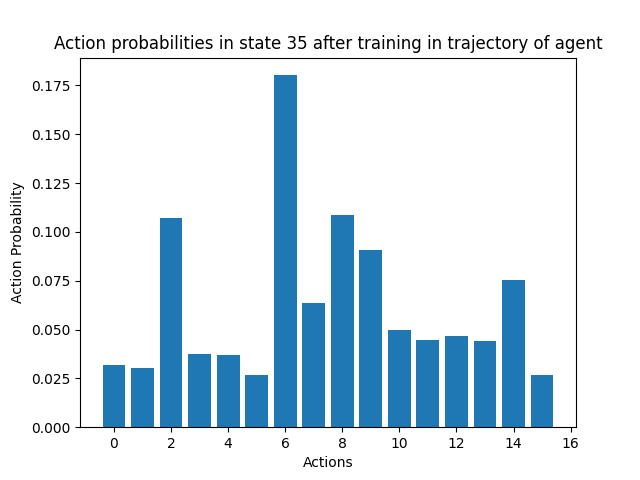 Action probabilities in state 35 after training in trajectory of agent
0.175
0.150
0.125
0.100
0.075
0.050
0.025
0.000
Action Probability
0 2 4 6 8 10 12 14 16
Actions